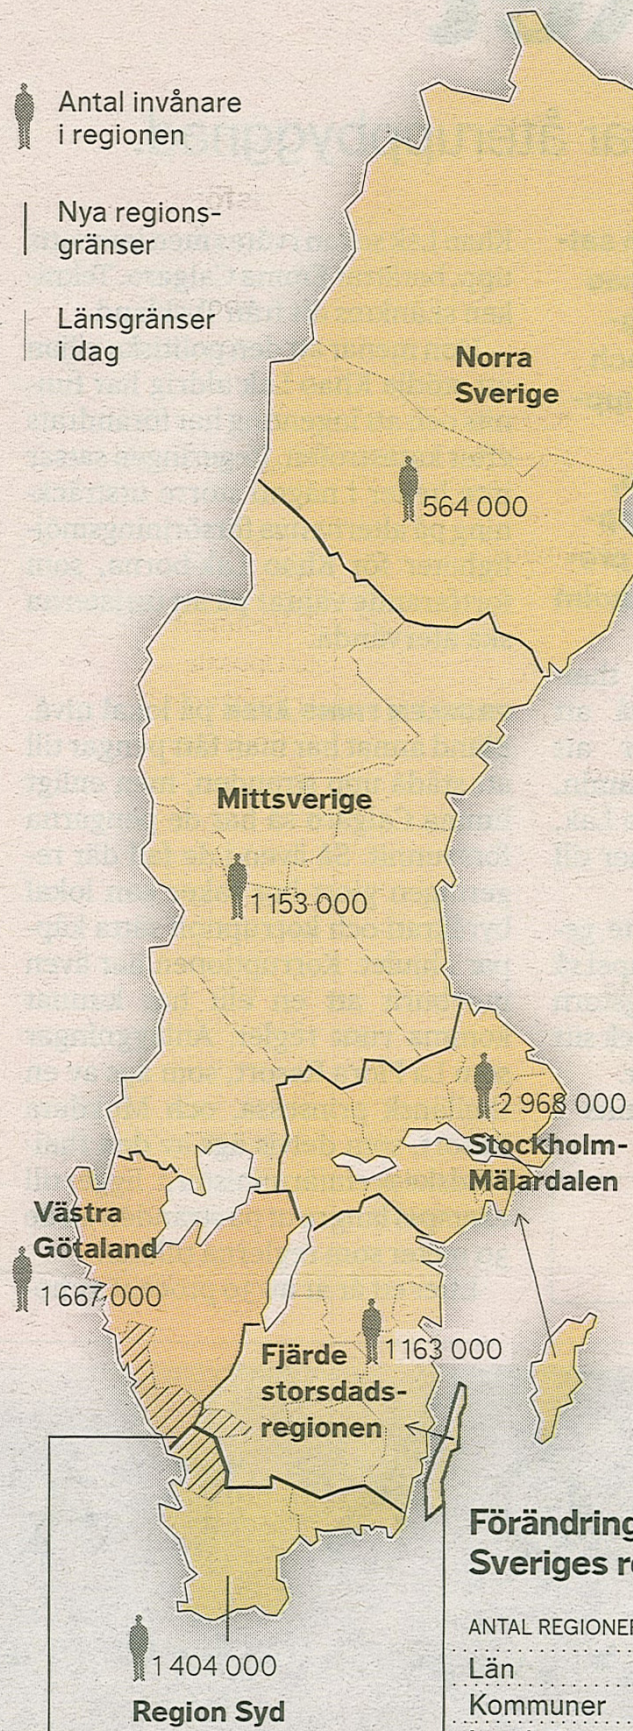 Antal invånare
i regionen
Nya regions-
gränser
Länsgränser
i dag
Norra
Sverige
564 000
Mittsverige
1 153 000
2 968 000
Stockholm-
Mälardalen
Västra
Götaland
1 667 000
1 163 000
Fjärde
storsdads-
regionen
1 404 000
Region Syd
Förändring
Sveriges re
ANTAL REGIONER
Län
Kommuner